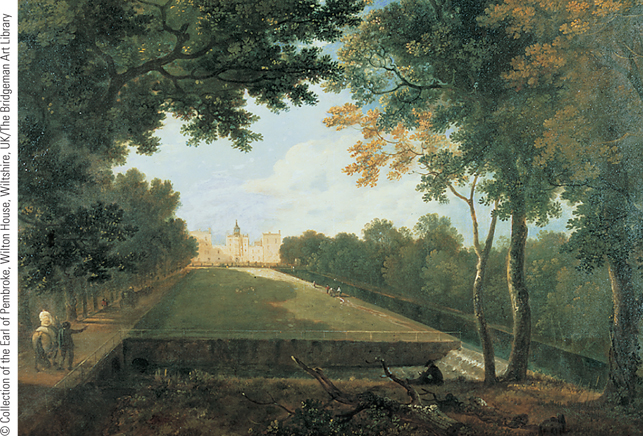 © Collection of the Earl of Pembroke, Wilton House, Wiltshire, UK/The Bridgeman Art Library